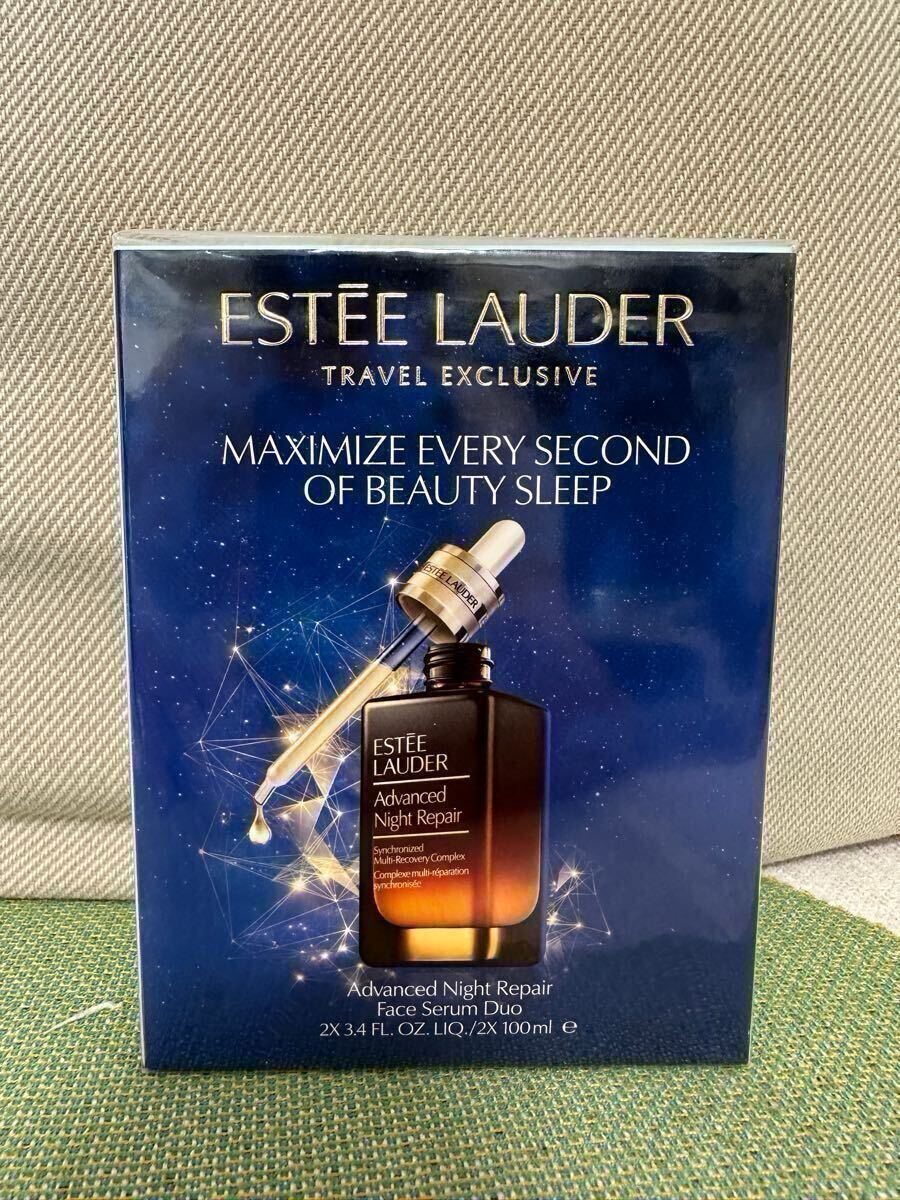 ESTĒE LAUDER
TRAVEL EXCLUSIVE
MAXIMIZE EVERY SECOND
OF BEAUTY SLEEP
ESTĒE LAUDER
ESTĒE
LAUDER
Advanced
Night Repair
Synchronized
Multi-Recovery Complex
Complexe multi-réparation
synchronisée
Advanced Night Repair
Face Serum Duo
2X 3.4 FL. OZ. LIQ./2X 100 ml ℮